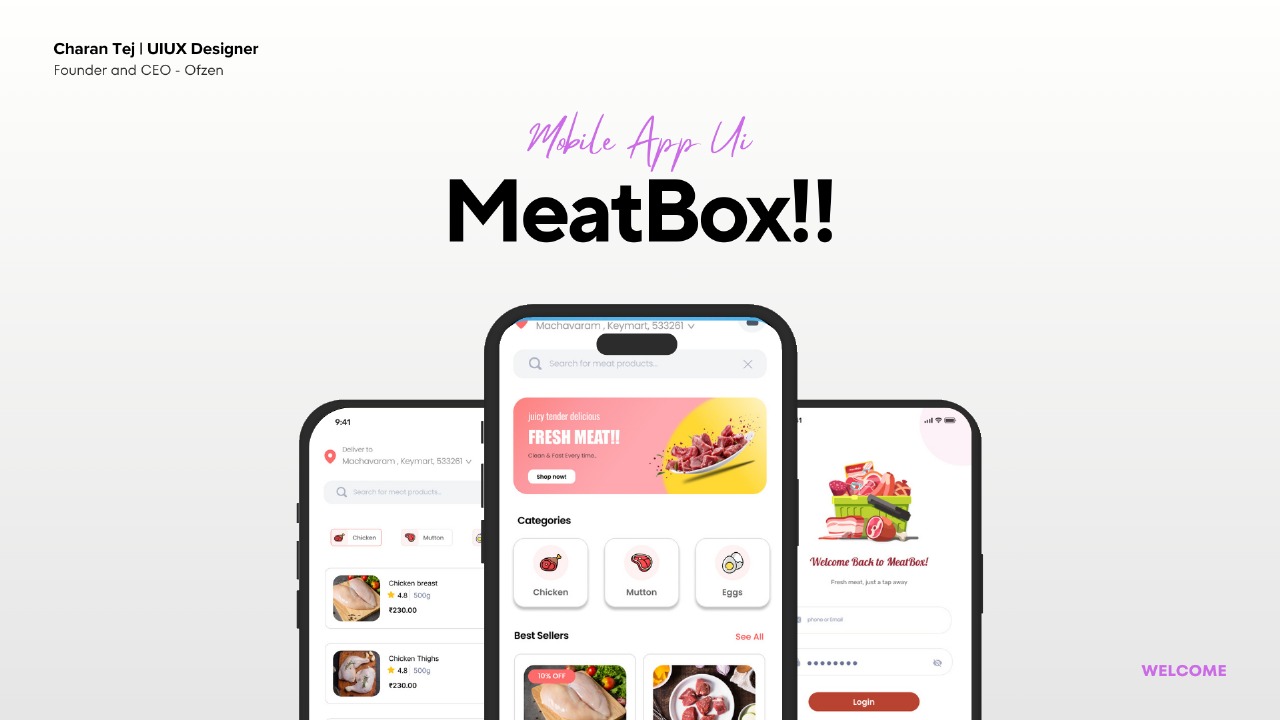 Charan Tej | UIUX Designer
Founder and CEO - Ofzen
Mobile App Ui
MeatBox!!
9:41
Deliver to
Machavaram , Keymart, 533261
Search for meat products...
Chicken
Mutton
Chicken breast
4.8 500g
₹230.00
Chicken Thighs
4.8 500g
₹230.00
Machavaram , Keymart, 533261
Search for meat products...
juicy tender delicious
FRESH MEAT!!
Clean & Fast Every time..
Shop now!
Categories
Chicken
Mutton
Eggs
Best Sellers
See All
10% OFF
Welcome Back to MeatBox!
Fresh meat, just a tap away
phone or Email
Login
WELCOME